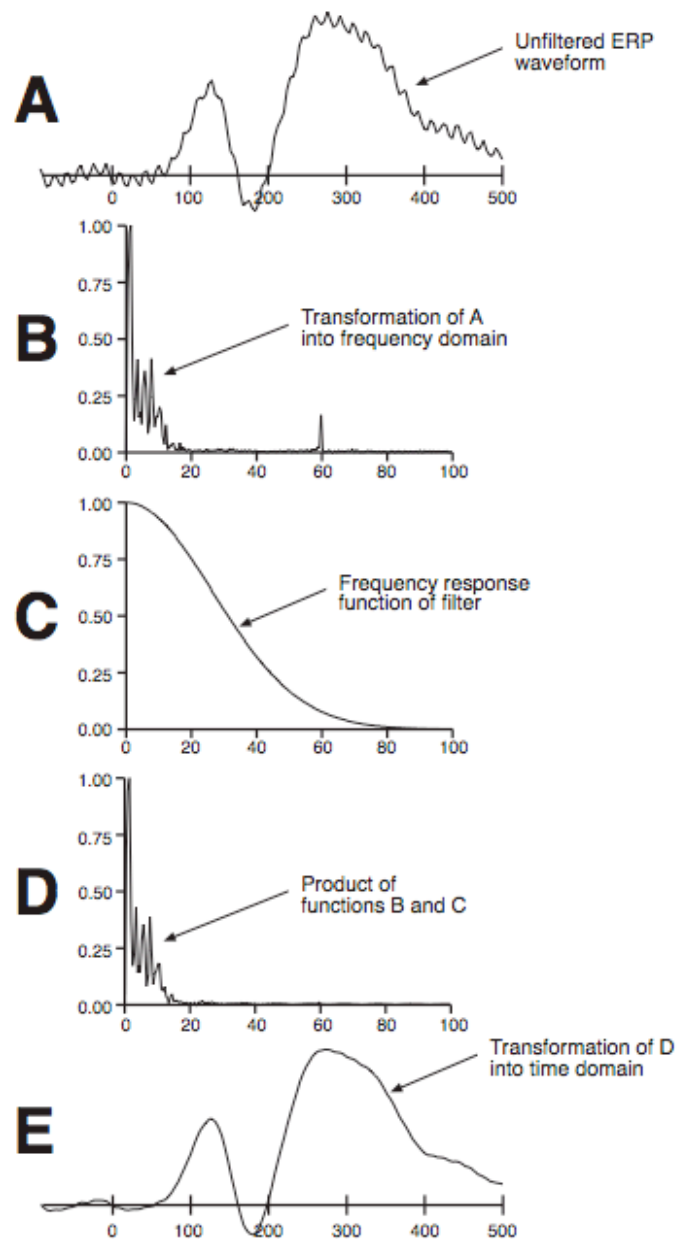 A
Unfiltered ERP
waveform
0 100 200 300 400 500
B
1.00
0.75
0.50
0.25
0.00
Transformation of A
into frequency domain
0 20 40 60 80 100
C
1.00
0.75
0.50
0.25
0.00
Frequency response
function of filter
0 20 40 60 80 100
D
1.00
0.75
0.50
0.25
0.00
Product of
functions B and C
0 20 40 60 80 100
E
Transformation of D
into time domain
0 100 200 300 400 500